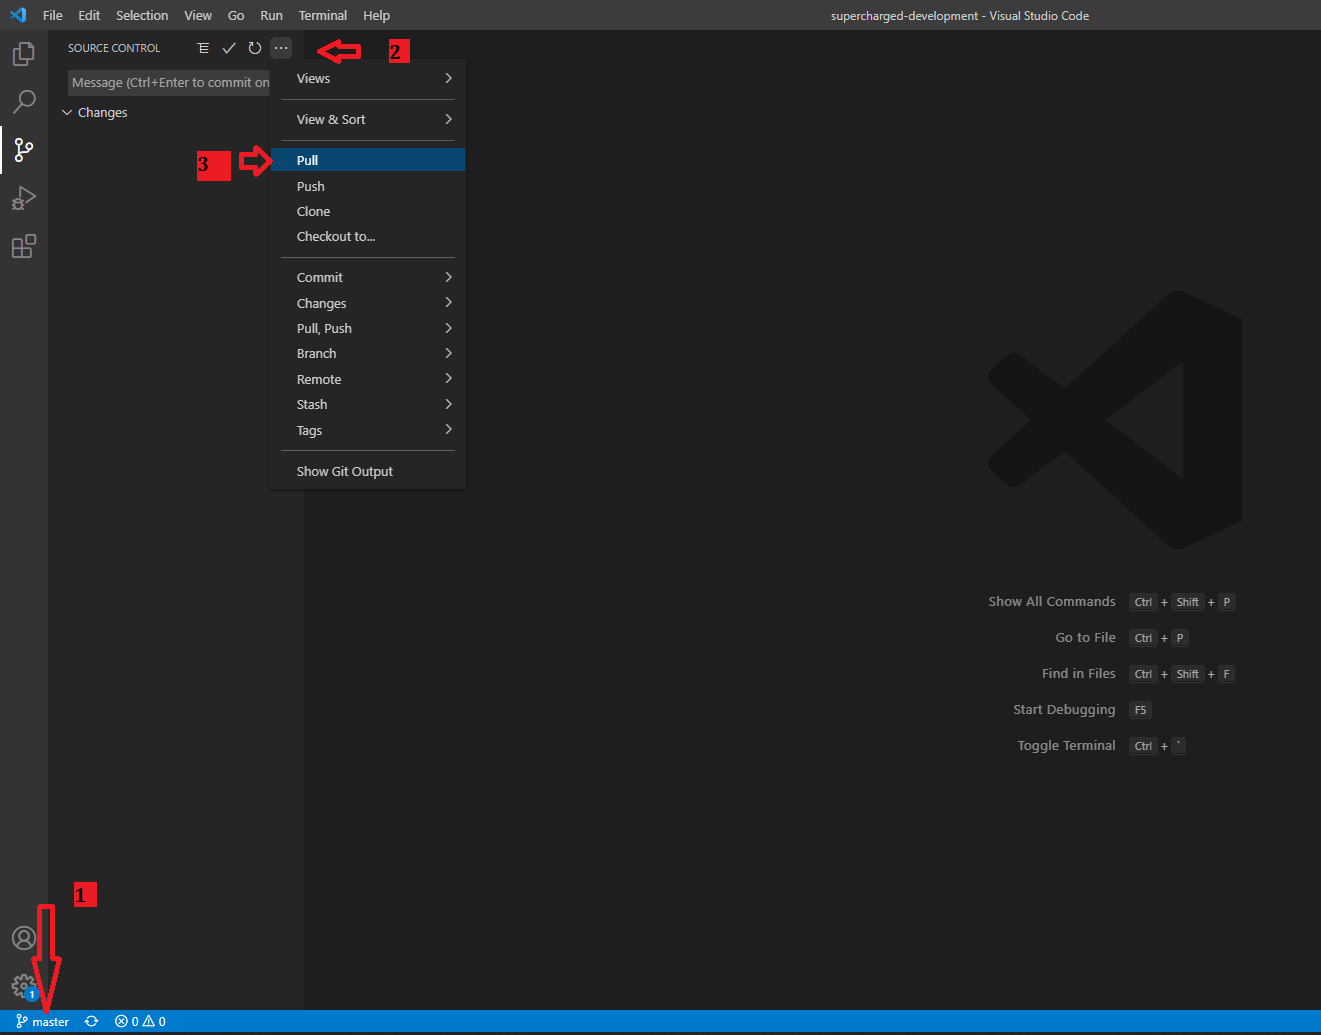 File Edit Selection View Go Run Terminal Help
supercharged-development - Visual Studio Code
SOURCE CONTROL
2
Message (Ctrl+Enter to commit on
Changes
Views
View & Sort
3
Pull
Push
Clone
Checkout to...
Commit
Changes
Pull, Push
Branch
Remote
Stash
Tags
Show Git Output
Show All Commands Ctrl + Shift + P
Go to File Ctrl + P
Find in Files Ctrl + Shift + F
Start Debugging F5
Toggle Terminal Ctrl + `
1
1
master 0 0